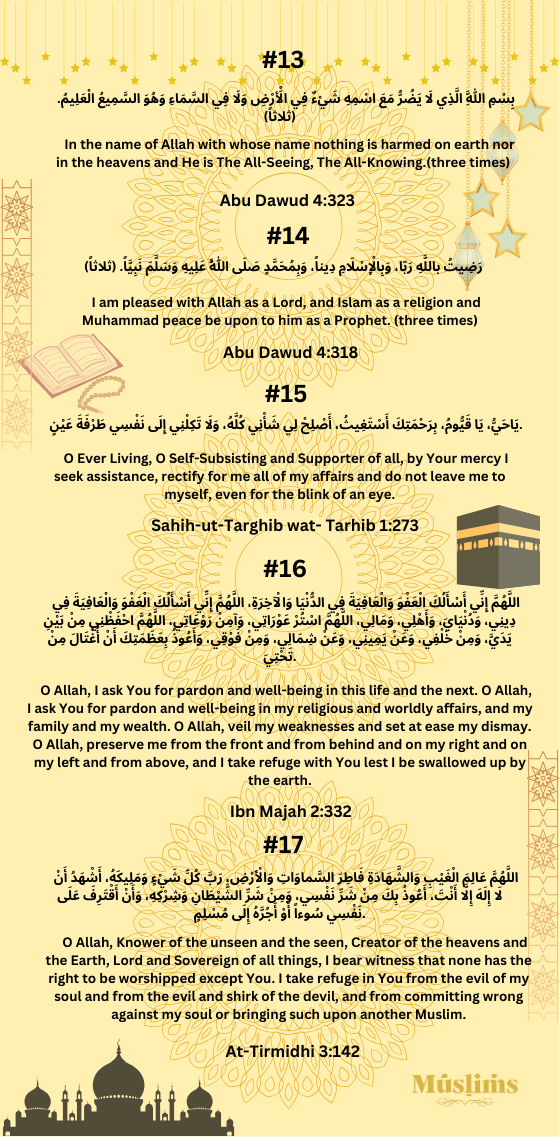 #13
بِسْمِ اللَّهِ الَّذِي لَا يَضُرُّ مَعَ اسْمِهِ شَيْءٌ فِي الْأَرْضِ وَلَا فِي السَّمَاءِ وَهُوَ السَّمِيعُ الْعَلِيمُ.
(ثلاثاً)
In the name of Allah with whose name nothing is harmed on earth nor
in the heavens and He is The All-Seeing, The All-Knowing.(three times)
Abu Dawud 4:323
#14
رَضِيتُ بِاللَّهِ رَبًّا، وَبِالْإِسْلَامِ دِيناً، وَبِمُحَمَّدٍ صَلَى اللهُ عَلِيهِ وَسَلَّمَ نَبِيَّاً. (ثلاثاً)
I am pleased with Allah as a Lord, and Islam as a religion and
Muhammad peace be upon to him as a Prophet. (three times)
Abu Dawud 4:318
#15
يَاحَيُّ، يَا قَيُّومُ، بِرَحْمَتِكَ أَسْتَغِيثُ، أَصْلِحْ لِي شَأْنِي كُلَّهُ، وَلَا تَكِلْنِي إِلَى نَفْسِي طَرْفَةَ عَيْنٍ.
O Ever Living, O Self-Subsisting and Supporter of all, by Your mercy I
seek assistance, rectify for me all of my affairs and do not leave me to
myself, even for the blink of an eye.
Sahih-ut-Targhib wat- Tarhib 1:273
#16
اللَّهُمَّ إِنِّي أَسْأَلُكَ الْعَفْوَ وَالْعَافِيَةَ فِي الدُّنْيَا وَالْآخِرَةِ، اللَّهُمَّ إِنِّي أَسْأَلُكَ الْعَفْوَ وَالْعَافِيَةَ فِي
دِينِي، وَدُنْيَايَ، وَأَهْلِي، وَمَالِي، اللَّهُمَّ اسْتُرْ عَوْرَاتِي، وَآمِنْ رَوْعَاتِي، اللَّهُمَّ احْفَظْنِي مِنْ بَيْنِ
يَدَيَّ، وَمِنْ خَلْفِي، وَعَنْ يَمِينِي، وَعَنْ شِمَالِي، وَمِنْ فَوْقِي، وَأَعُوذُ بِعَظَمَتِكَ أَنْ أُغْتَالَ مِنْ
تَحْتِيَ.
O Allah, I ask You for pardon and well-being in this life and the next. O Allah,
I ask You for pardon and well-being in my religious and worldly affairs, and my
family and my wealth. O Allah, veil my weaknesses and set at ease my dismay.
O Allah, preserve me from the front and from behind and on my right and on
my left and from above, and I take refuge with You lest I be swallowed up by
the earth.
Ibn Majah 2:332
#17
اللَّهُمَّ عَالِمَ الْغَيْبِ وَالشَّهَادَةِ فَاطِرَ السَّماوَاتِ وَالْأَرْضِ، رَبَّ كُلِّ شَيْءٍ وَمَلِيكَهُ، أَشْهَدُ أَنْ
لَا إِلَهَ إِلَّا أَنْتَ، أَعُوذُ بِكَ مِنْ شَرِّ نَفْسِي، وَمِنْ شَرِّ الشَّيْطَانِ وَشِرْكِهِ، وَأَنْ أَقْتَرِفَ عَلَى
نَفْسِي سُوءاً أَوْ أَجُرَّهُ إِلَى مُسْلِمٍ.
O Allah, Knower of the unseen and the seen, Creator of the heavens and
the Earth, Lord and Sovereign of all things, I bear witness that none has the
right to be worshipped except You. I take refuge in You from the evil of my
soul and from the evil and shirk of the devil, and from committing wrong
against my soul or bringing such upon another Muslim.
At-Tirmidhi 3:142
Muslims